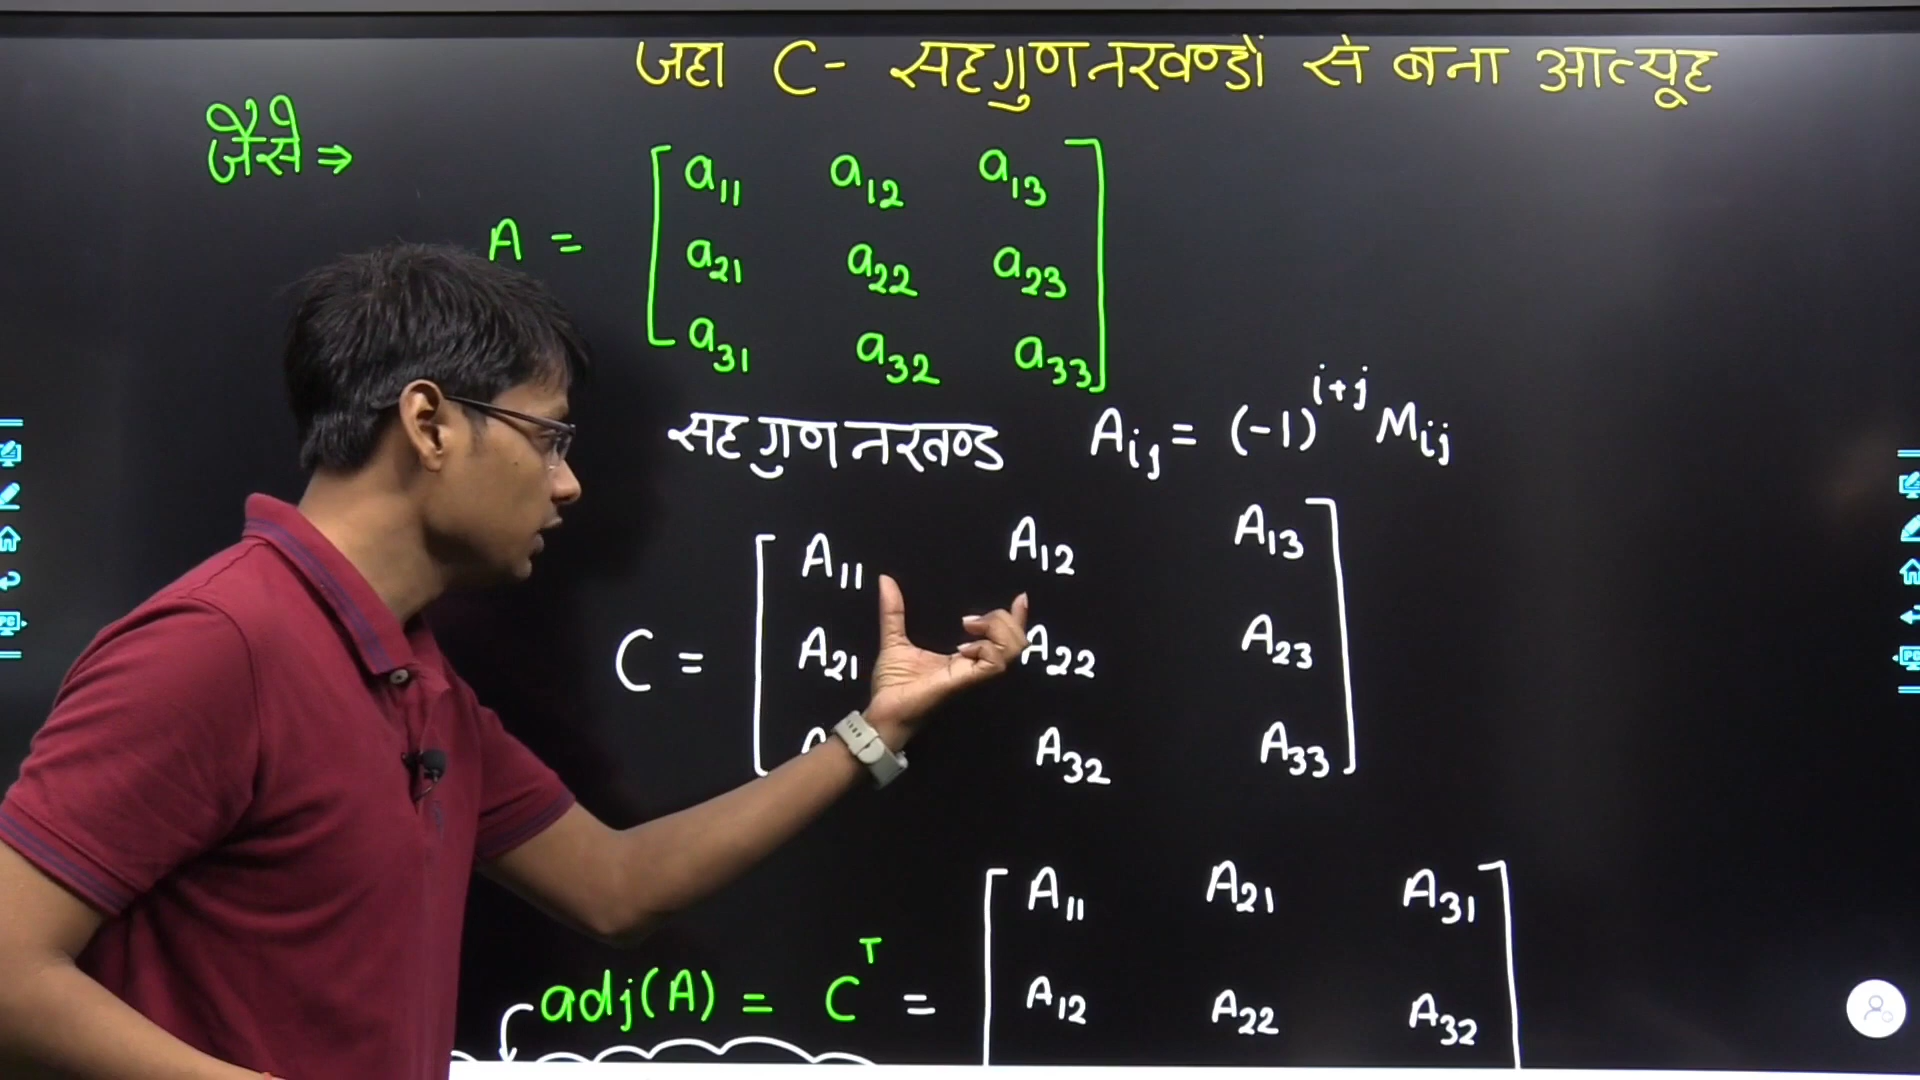 जहा C- सहगुणनखण्डों से बना आव्यूह
जैसे ⇒
A = [ a11 a12 a13
a21 a22 a23
a31 a32 a33 ]
सहगुणनखण्ड Aij = (-1)^i+j Mij
C = [ A11 A12 A13
A21 A22 A23
A32 A33 ]
adj(A) = C^T = [ A11 A21 A31
A12 A22 A32